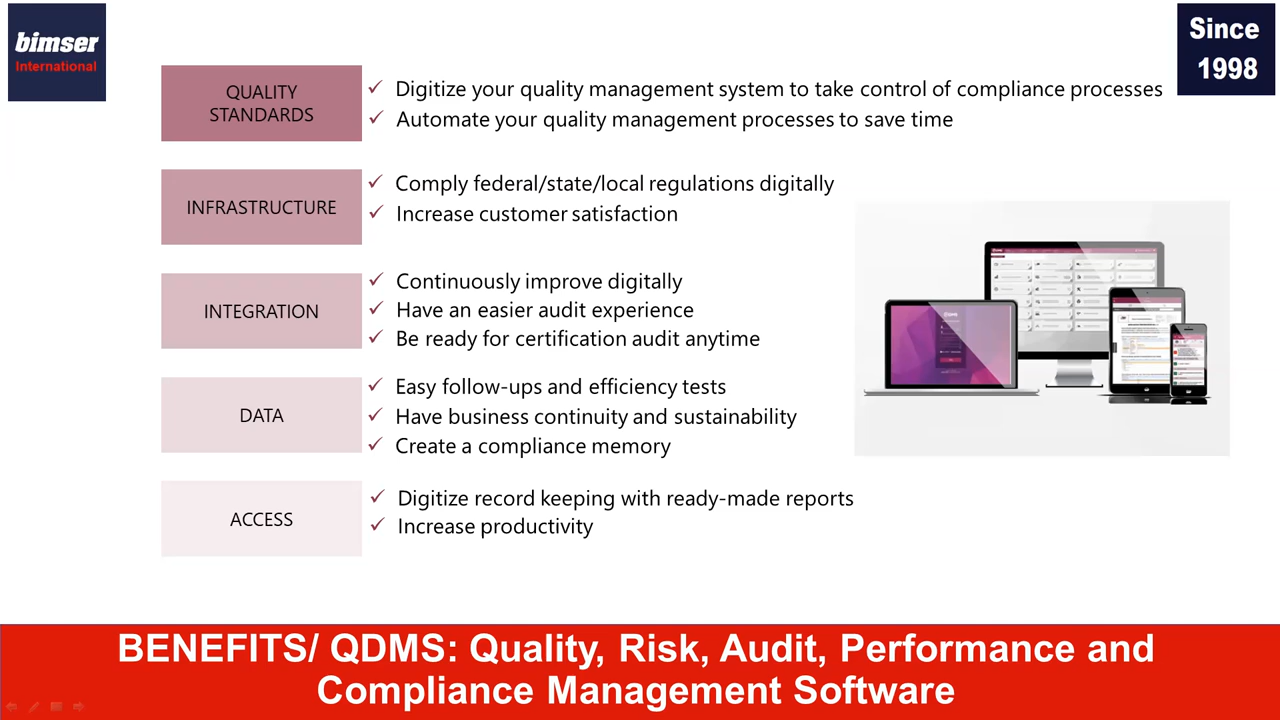 bimser
International
Since
1998
QUALITY
STANDARDS
✓ Digitize your quality management system to take control of compliance processes
✓ Automate your quality management processes to save time
INFRASTRUCTURE
✓ Comply federal/state/local regulations digitally
✓ Increase customer satisfaction
INTEGRATION
✓ Continuously improve digitally
✓ Have an easier audit experience
✓ Be ready for certification audit anytime
DATA
✓ Easy follow-ups and efficiency tests
✓ Have business continuity and sustainability
✓ Create a compliance memory
ACCESS
✓ Digitize record keeping with ready-made reports
✓ Increase productivity
BENEFITS/ QDMS: Quality, Risk, Audit, Performance and
Compliance Management Software